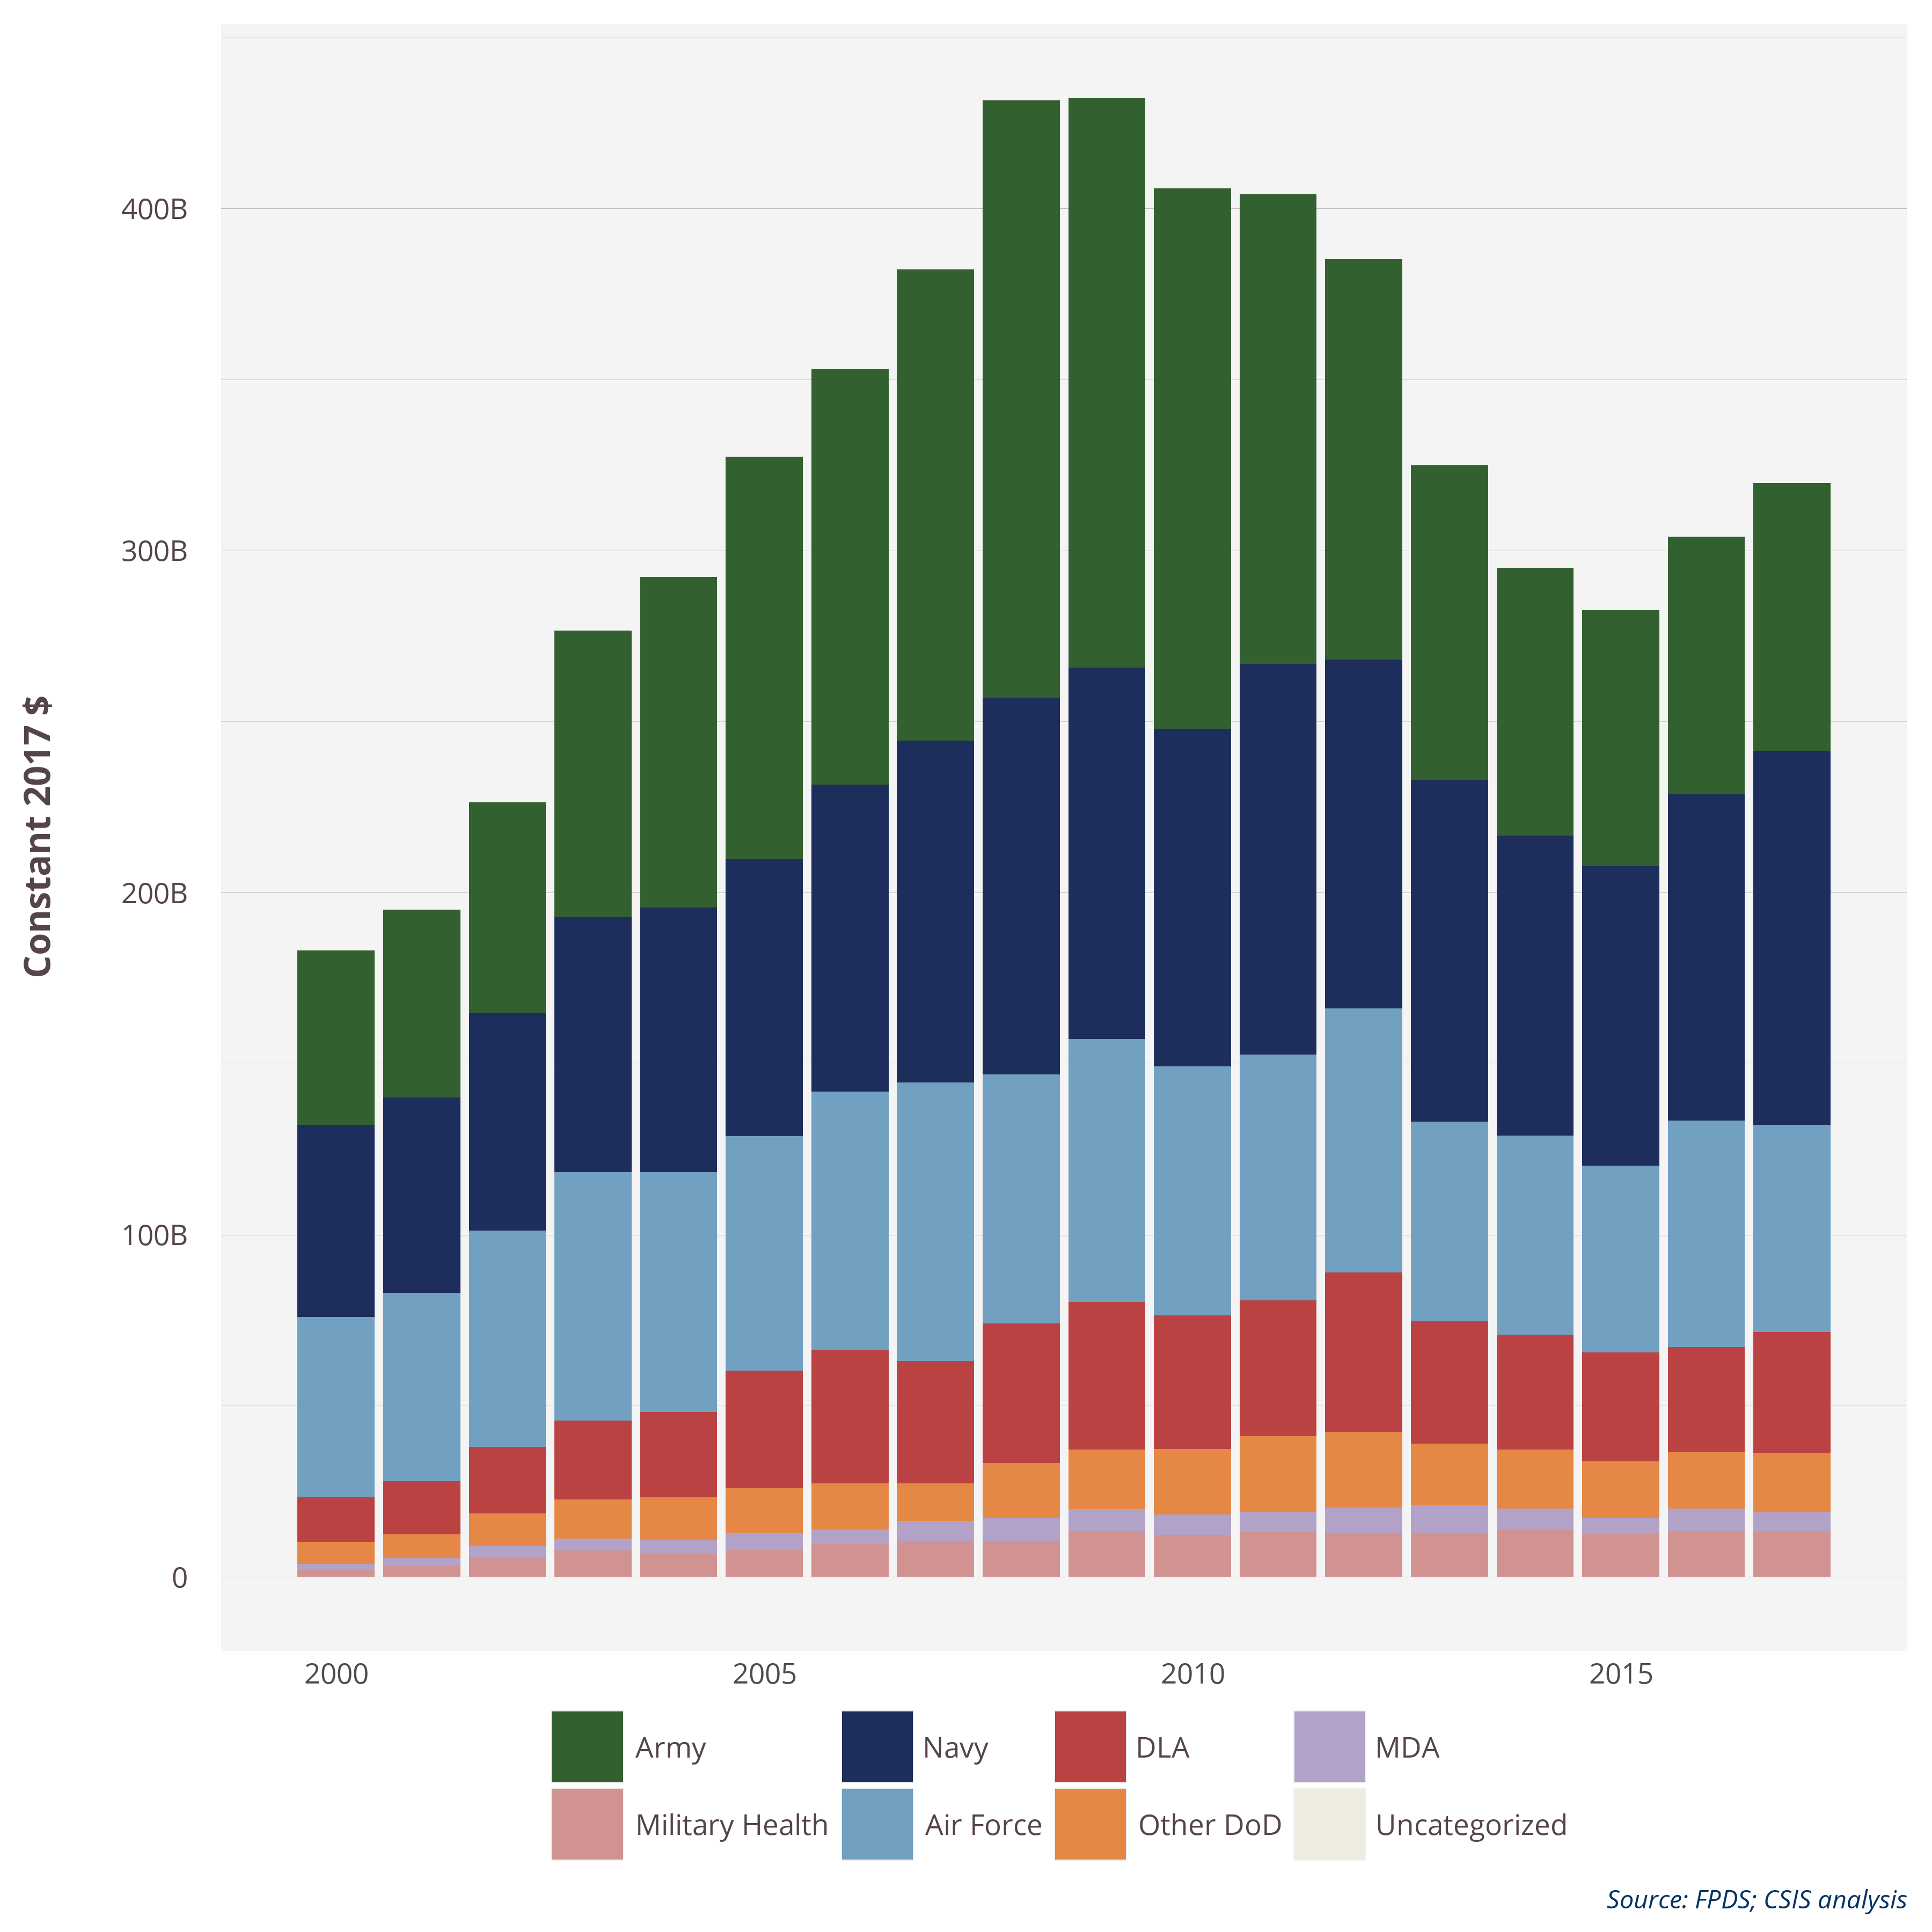 Constant 2017 $
400B
300B
200B
100B
0
2000 2005 2010 2015
Army Navy DLA MDA
Military Health Air Force Other DoD Uncategorized
Source: FPDS; CSIS analysis